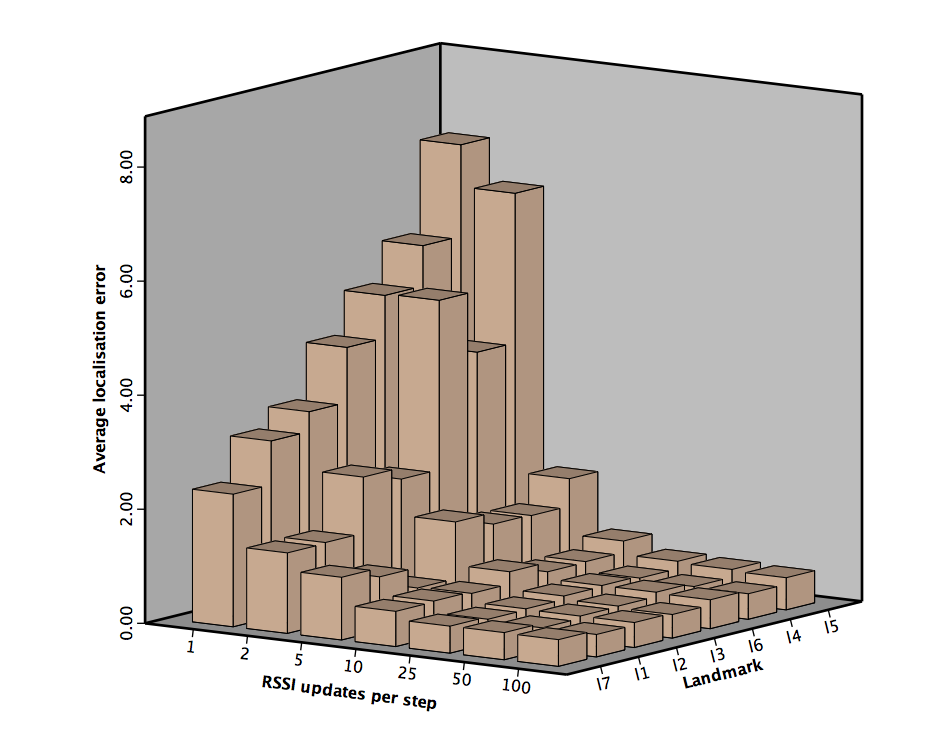 8.00
6.00
4.00
2.00
0.00
Average localisation error
1
2
5
10
25
50
100
RSSI updates per step
l7
l1
l2
l3
l6
l4
l5
Landmark